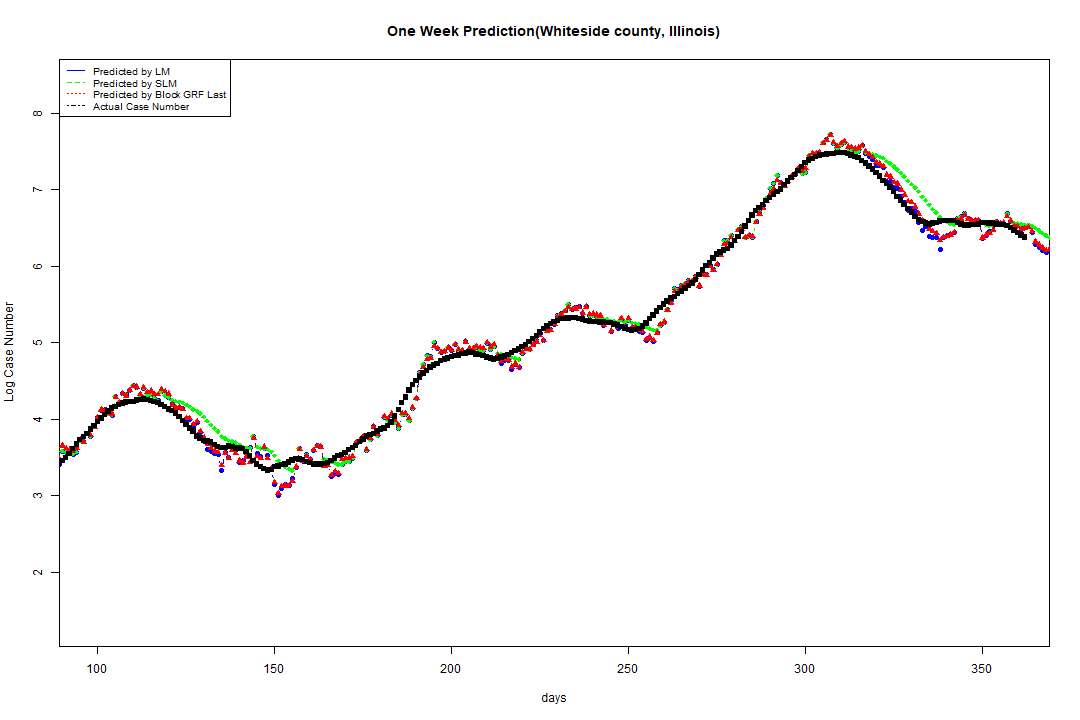 One Week Prediction(Whiteside county, Illinois)
Predicted by LM
Predicted by SLM
Predicted by Block GRF Last
Actual Case Number
8
7
6
5
4
3
2
Log Case Number
100 150 200 250 300 350
days